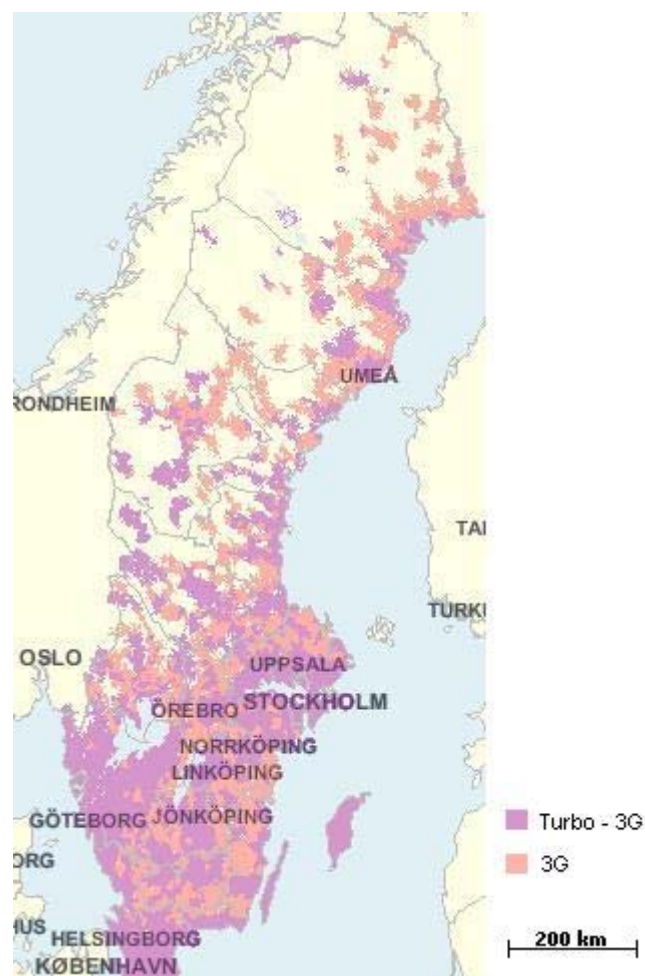 UMEÅ
RONDHEIM
TAI
TURKU
OSLO
UPPSALA
STOCKHOLM
ÖREBRO
NORRKÖPING
LINKÖPING
GÖTEBORG
JÖNKÖPING
Turbo - 3G
ORG
3G
HUS
HELSINGBORG
200 km
KØBENHAVN